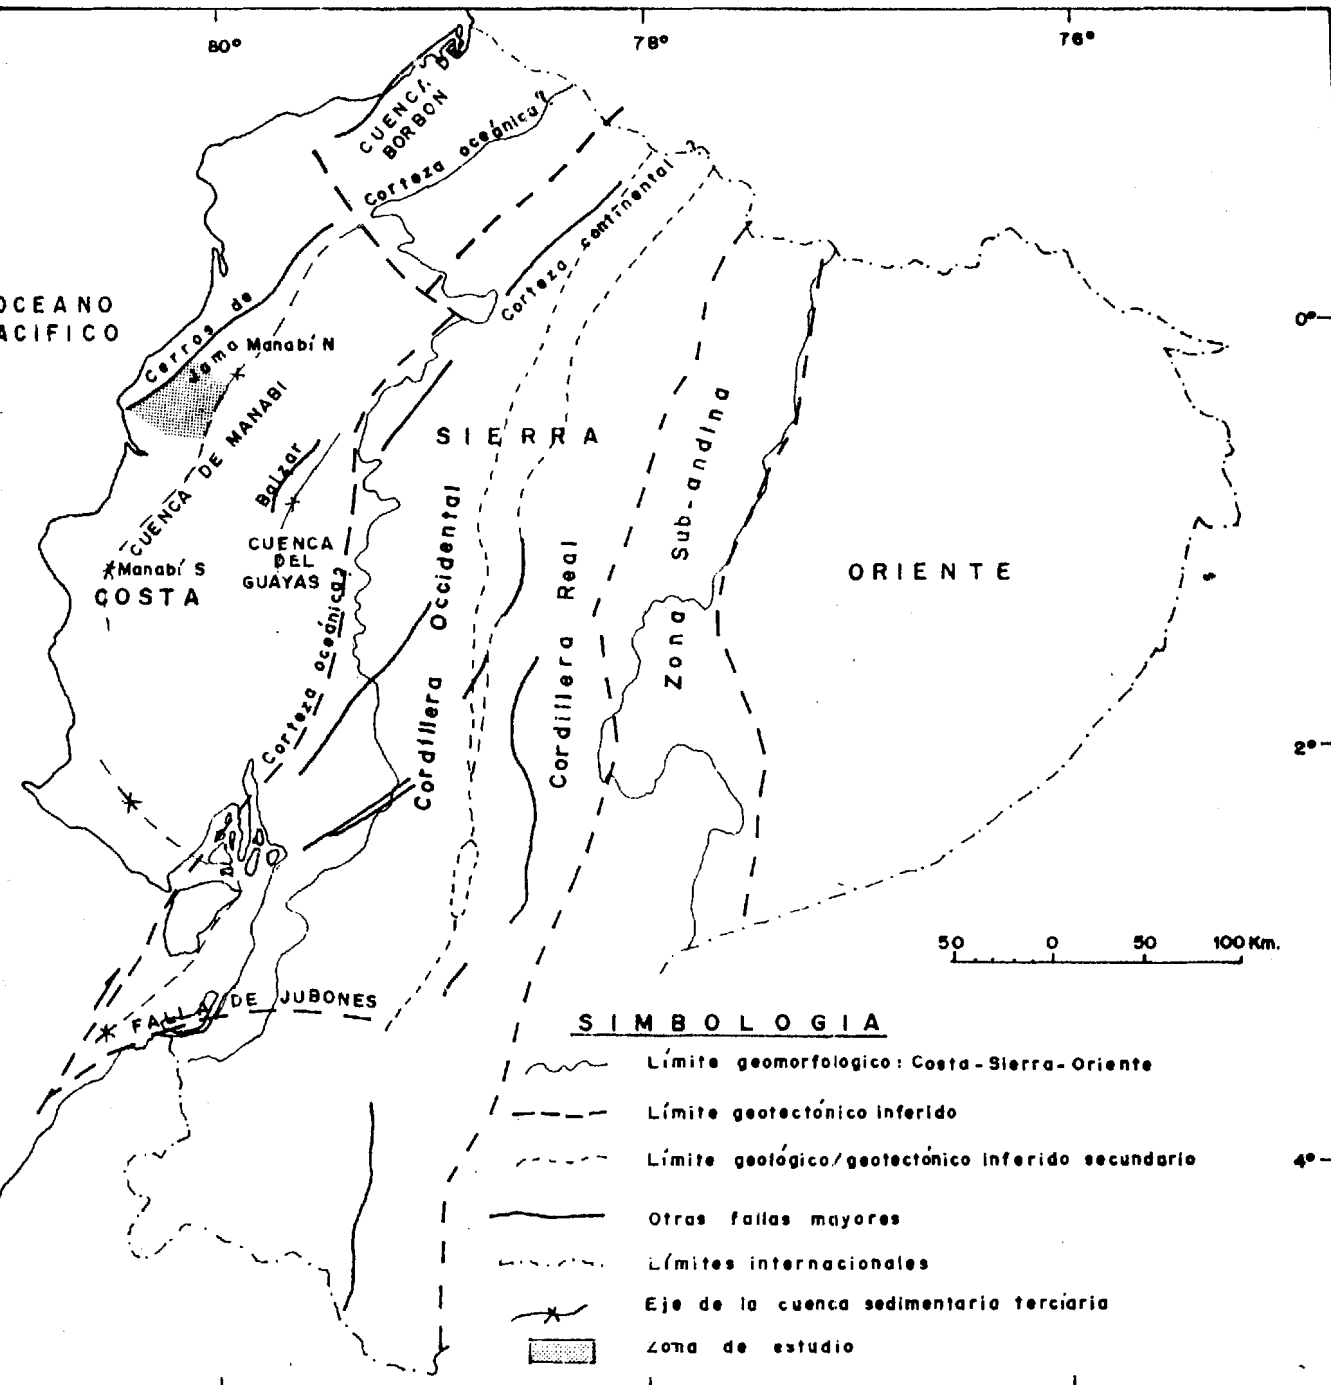 80°
78°
76°
CUENCA DE
BORBON
Corteza oceánica?
Corteza continental ?
OCEANO
ACIFICO
0°
Cerros de
Jama
Manabí N
CUENCA DE MANABI
Balzar
SIERRA
Zona Sub-andina
CUENCA
DEL
GUAYAS
Manabí S
COSTA
Corteza oceánica?
Cordillera Occidental
Cordillera Real
ORIENTE
2°
50 0 50 100 Km.
FALLA DE JUBONES
SIMBOLOGIA
Límite geomorfologico: Costa-Sierra-Oriente
Límite geotectónico inferido
Límite geológico/geotectónico inferido secundario
4°
Otras fallas mayores
Límites internacionales
Eje de la cuenca sedimentaria terciaria
Zona de estudio